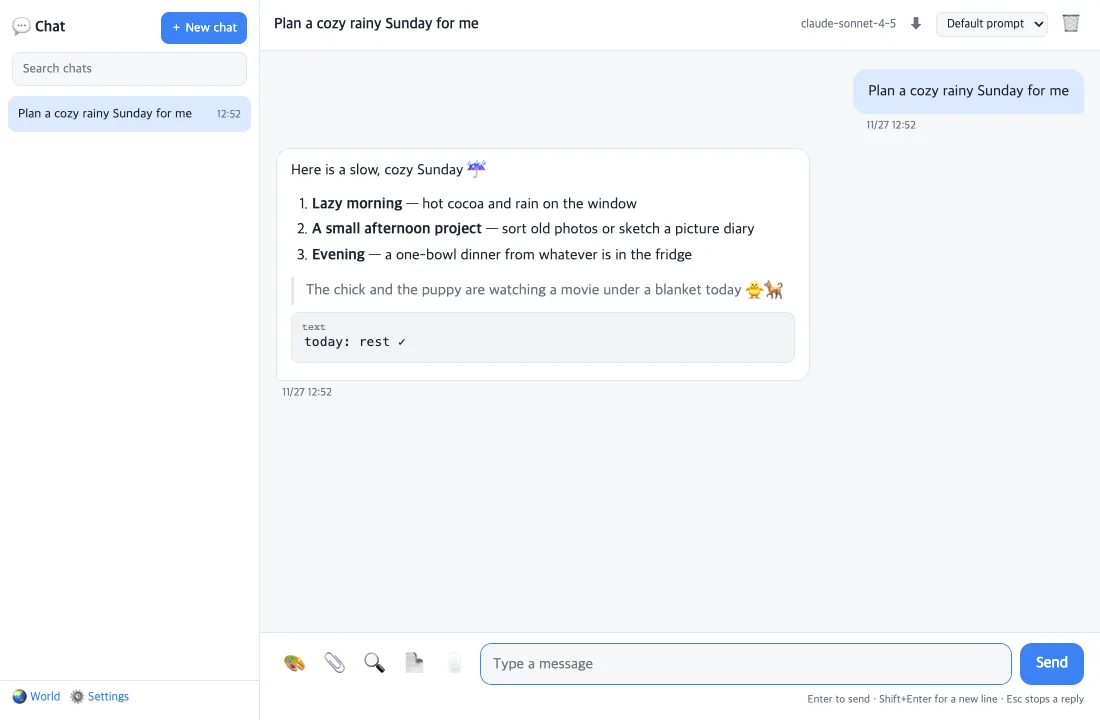 💬 Chat
+ New chat
Search chats
Plan a cozy rainy Sunday for me 12:52
🌏 World ⚙️ Settings
Plan a cozy rainy Sunday for me
claude-sonnet-4-5 ⬇ Default prompt
Plan a cozy rainy Sunday for me
11/27 12:52
Here is a slow, cozy Sunday ☔
1. Lazy morning — hot cocoa and rain on the window
2. A small afternoon project — sort old photos or sketch a picture diary
3. Evening — a one-bowl dinner from whatever is in the fridge
The chick and the puppy are watching a movie under a blanket today 🐥🐕
text
today: rest ✓
11/27 12:52
Type a message
Send
Enter to send · Shift+Enter for a new line · Esc stops a reply